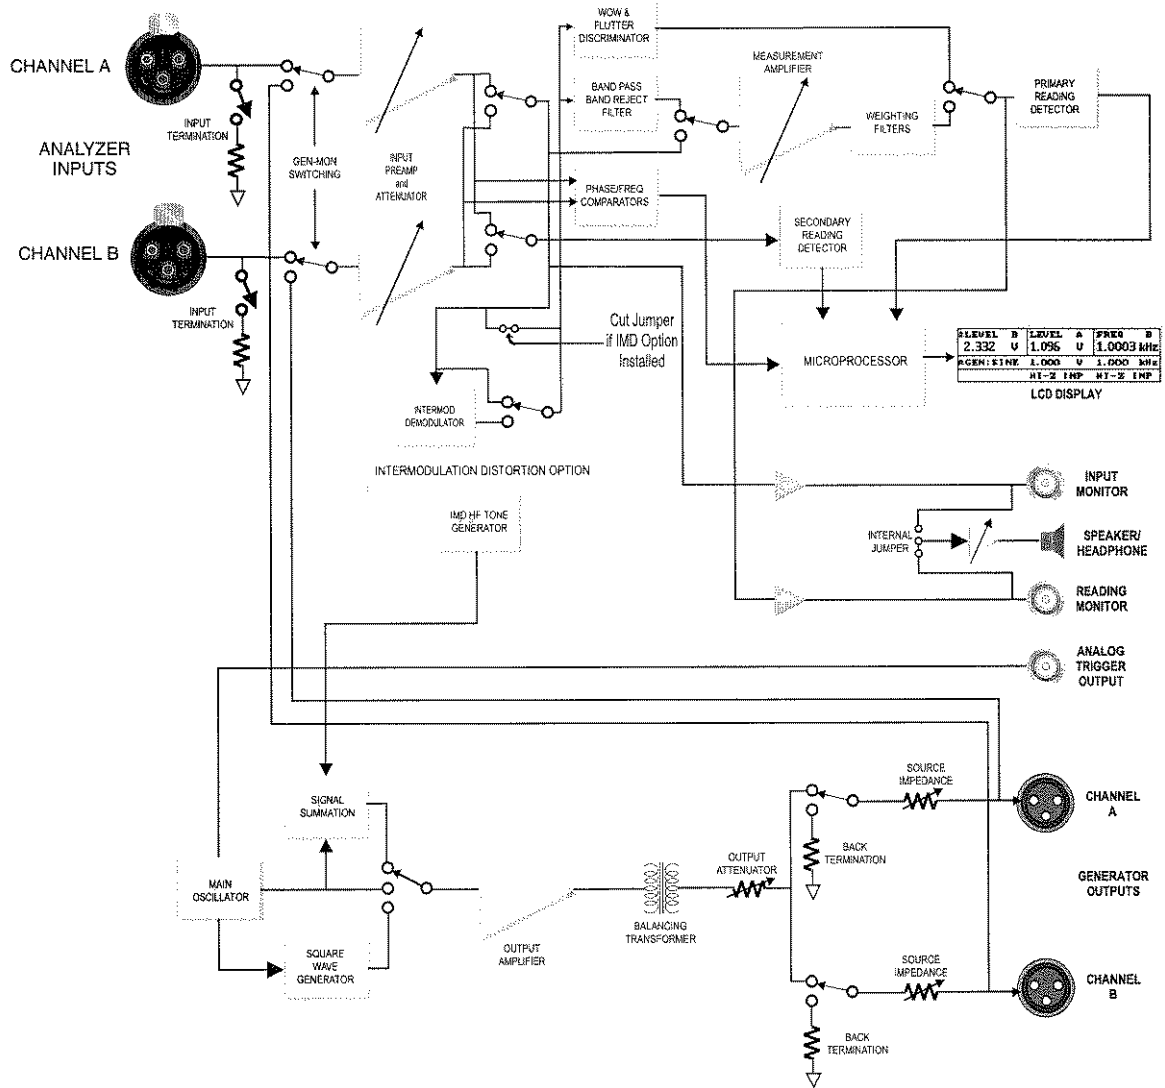 CHANNEL A
ANALYZER
INPUTS
CHANNEL B
INPUT
TERMINATION
INPUT
TERMINATION
GEN-MON
SWITCHING
INPUT
PREAMP
and
ATTENUATOR
WOW &
FLUTTER
DISCRIMINATOR
BAND PASS
BAND REJECT
FILTER
MEASUREMENT
AMPLIFIER
WEIGHTING
FILTERS
PRIMARY
READING
DETECTOR
PHASE/FREQ
COMPARATORS
SECONDARY
READING
DETECTOR
Cut Jumper
if IMD Option
Installed
MICROPROCESSOR
LEVEL B LEVEL A FREQ B
2.332 V 1.096 V 1.0003 kHz
GEN:SINE 1.000 V 1.000 kHz
HI-Z INP HI-Z INP
LCD DISPLAY
INTERMOD
DEMODULATOR
INTERMODULATION DISTORTION OPTION
IMD HF TONE
GENERATOR
INPUT
MONITOR
INTERNAL
JUMPER
SPEAKER/
HEADPHONE
READING
MONITOR
ANALOG
TRIGGER
OUTPUT
SIGNAL
SUMMATION
MAIN
OSCILLATOR
SQUARE
WAVE
GENERATOR
OUTPUT
AMPLIFIER
BALANCING
TRANSFORMER
OUTPUT
ATTENUATOR
SOURCE
IMPEDANCE
BACK
TERMINATION
CHANNEL
A
GENERATOR
OUTPUTS
SOURCE
IMPEDANCE
BACK
TERMINATION
CHANNEL
B